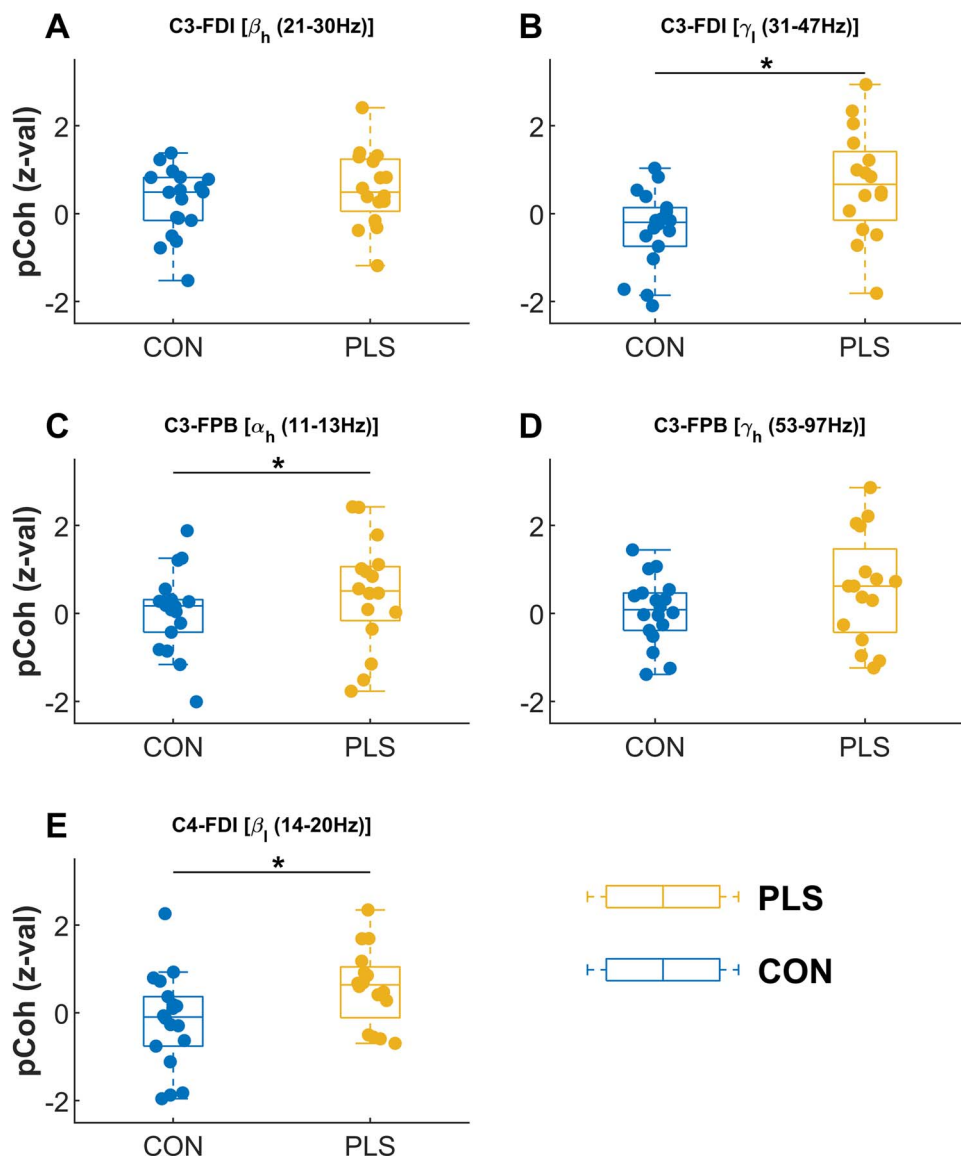 A
C3-FDI [βh (21-30Hz)]
pCoh (z-val)
2
0
-2
CON
PLS
B
C3-FDI [γl (31-47Hz)]
*
2
0
-2
CON
PLS
C
C3-FPB [αh (11-13Hz)]
*
pCoh (z-val)
2
0
-2
CON
PLS
D
C3-FPB [γh (53-97Hz)]
2
0
-2
CON
PLS
E
C4-FDI [βl (14-20Hz)]
*
pCoh (z-val)
2
0
-2
CON
PLS
PLS
CON